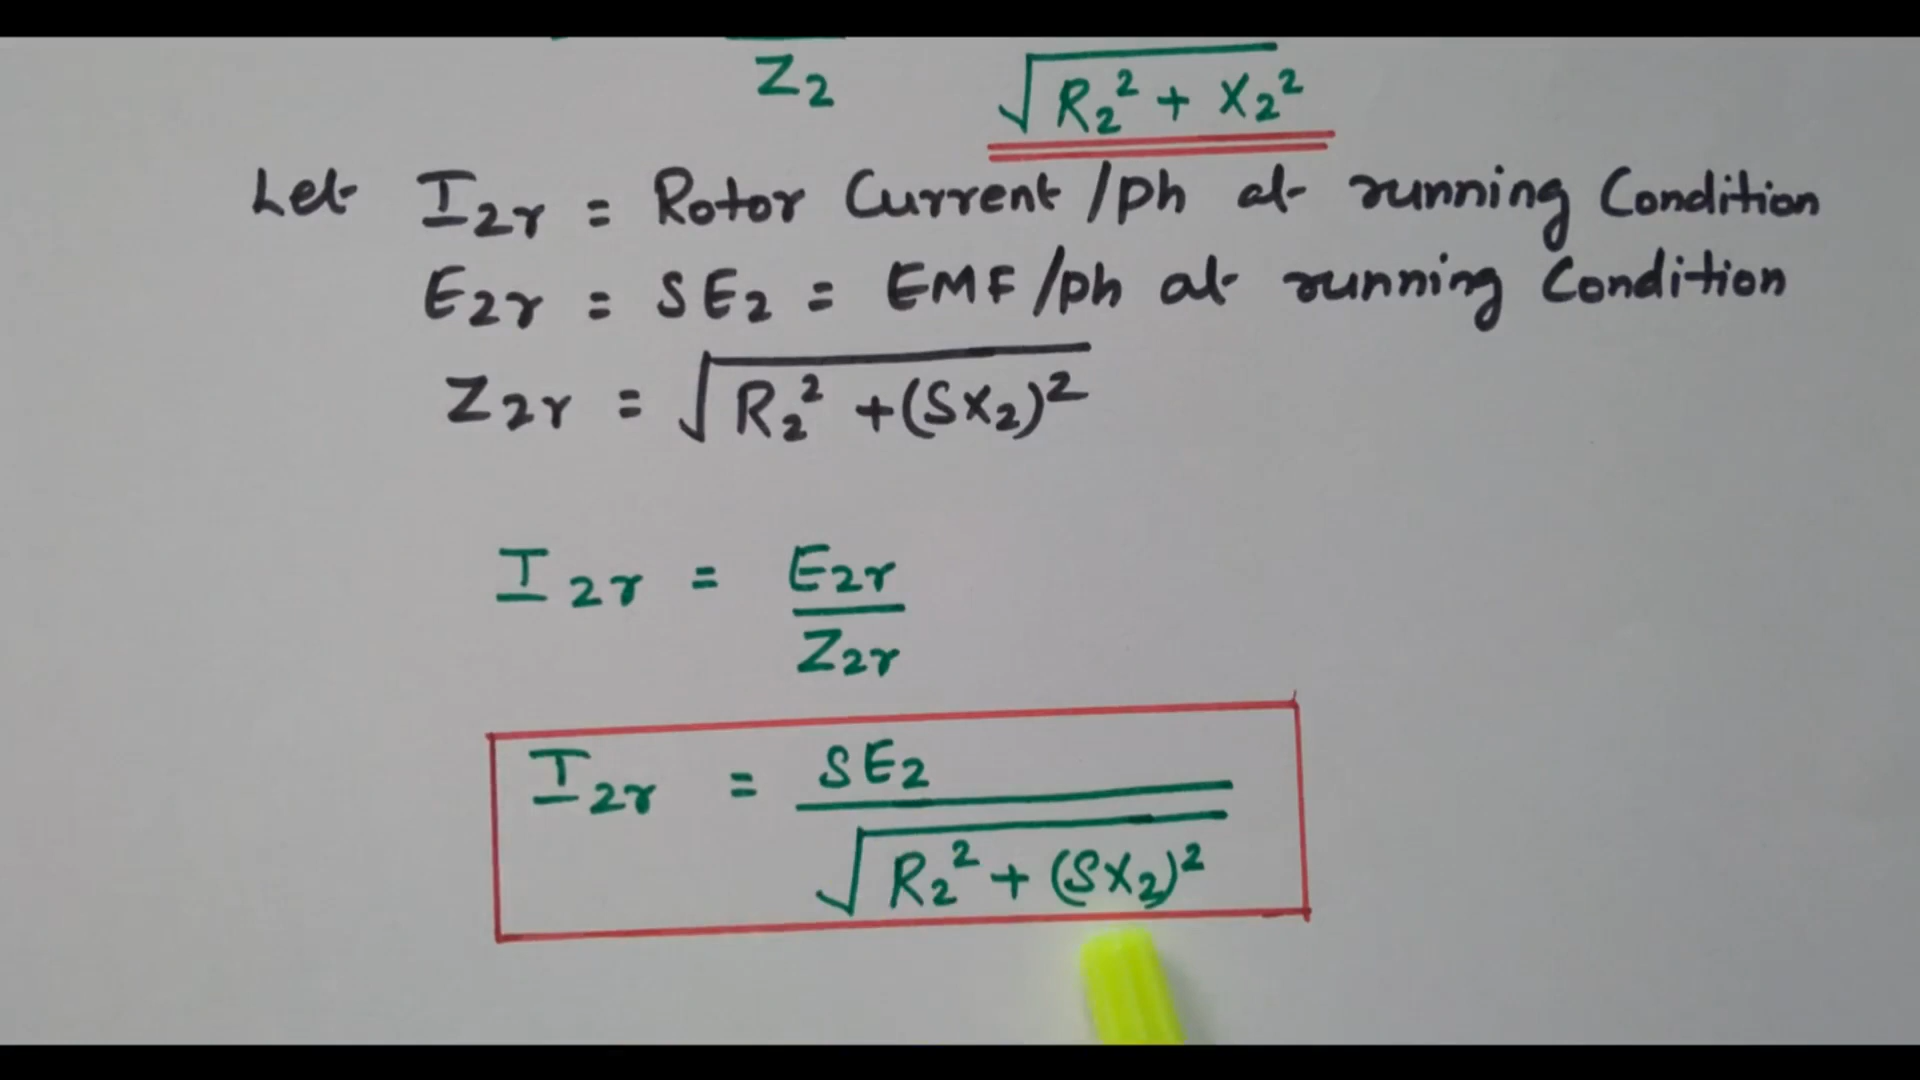 Z₂ √R₂² + X₂²
Let I₂r = Rotor Current /ph at running Condition
E₂r = SE₂ = EMF/ph at running Condition
Z₂r = √R₂² + (SX₂)²
I₂r = E₂r
Z₂r
I₂r = SE₂
√R₂² + (SX₂)²